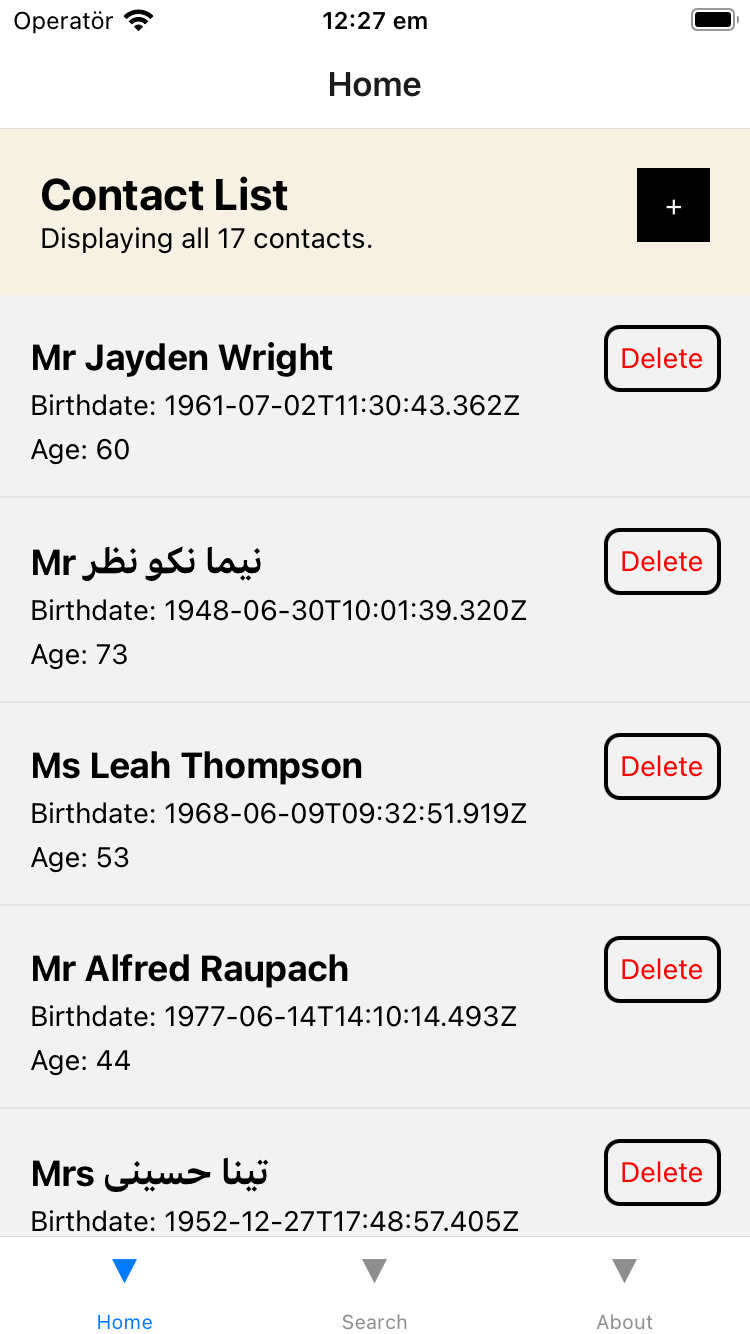 Operatör 12:27 em
Home
Contact List
Displaying all 17 contacts.
+
Mr Jayden Wright
Delete
Birthdate: 1961-07-02T11:30:43.362Z
Age: 60
Mr نیما نكو نظر
Delete
Birthdate: 1948-06-30T10:01:39.320Z
Age: 73
Ms Leah Thompson
Delete
Birthdate: 1968-06-09T09:32:51.919Z
Age: 53
Mr Alfred Raupach
Delete
Birthdate: 1977-06-14T14:10:14.493Z
Age: 44
Mrs تینا حسینی
Delete
Birthdate: 1952-12-27T17:48:57.405Z
Home Search About